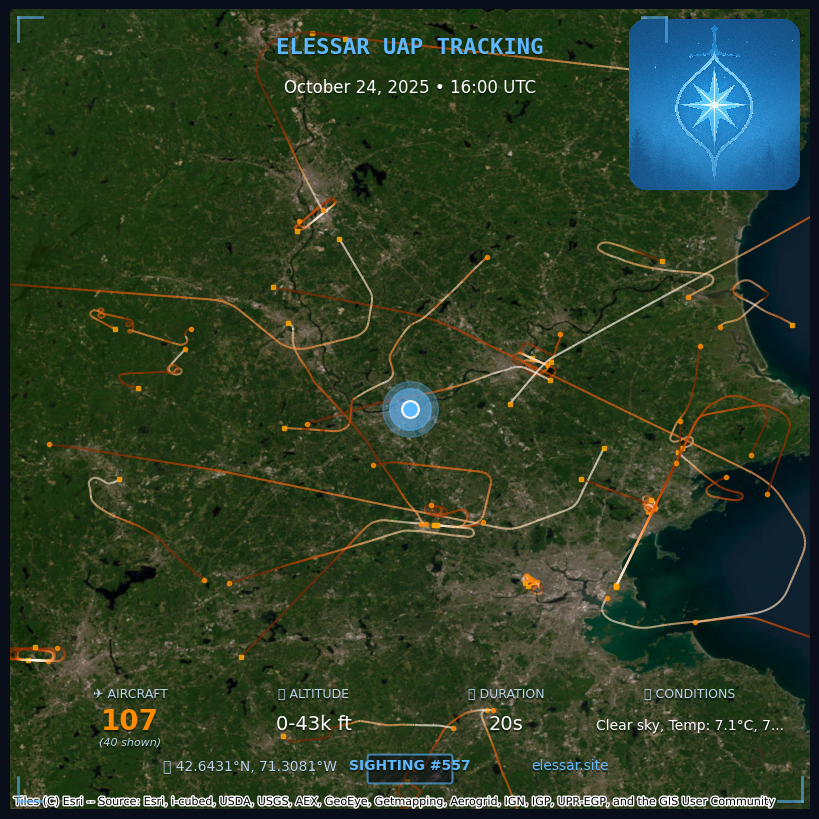 ELESSAR UAP TRACKING
October 24, 2025 • 16:00 UTC
✈ AIRCRAFT
107
(40 shown)
ALTITUDE
0-43k ft
DURATION
20s
CONDITIONS
Clear sky, Temp: 7.1°C, 7...
42.6431°N, 71.3081°W
SIGHTING #557
elessar.site
Tiles (C) Esri -- Source: Esri, i-cubed, USDA, USGS, AEX, GeoEye, Getmapping, Aerogrid, IGN, IGP, UPR-EGP, and the GIS User Community